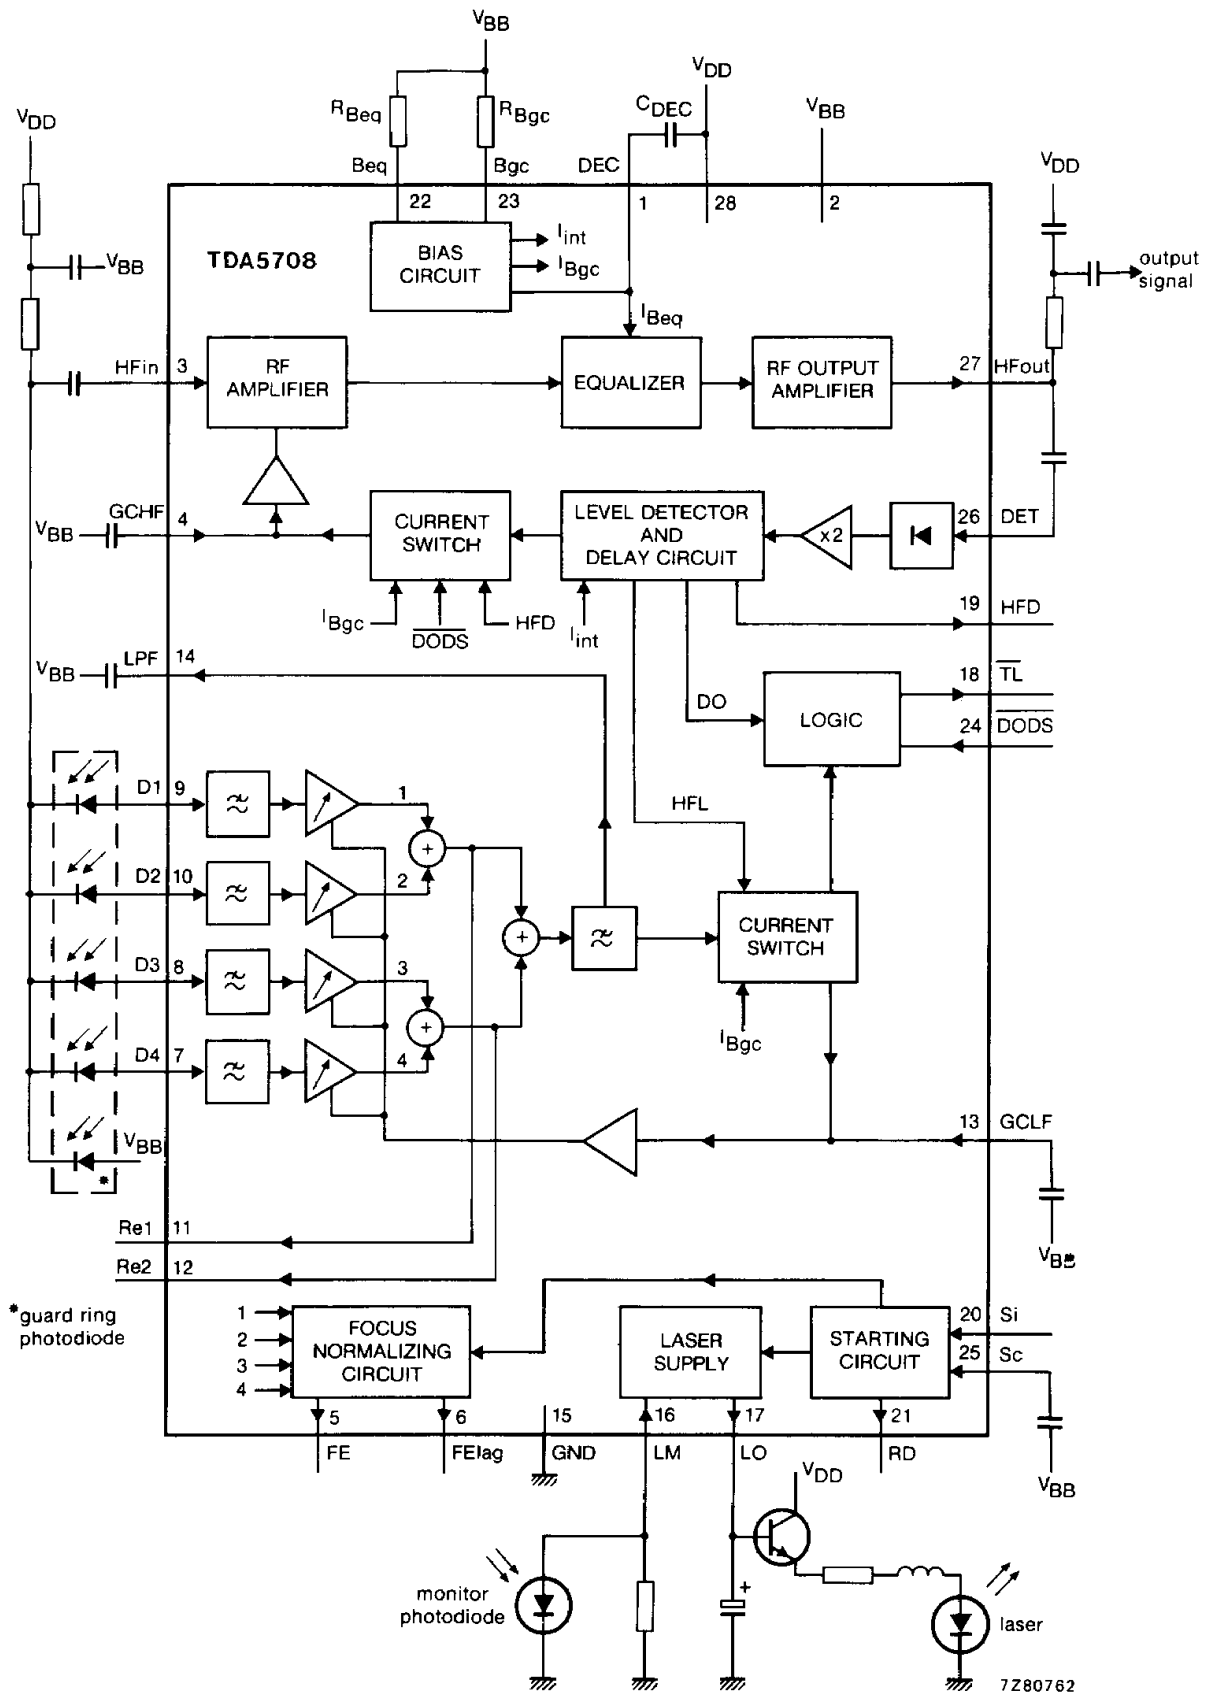 VBB
VDD
CDEC
VBB
VDD
RBeq
RBgc
VDD
Beq
Bgc
DEC
22
23
1
28
2
TDA5708
BIAS
CIRCUIT
Iint
IBgc
VBB
output
signal
IBeq
HFin
3
RF
AMPLIFIER
EQUALIZER
RF OUTPUT
AMPLIFIER
27
HFout
GCHF
4
VBB
CURRENT
SWITCH
LEVEL DETECTOR
AND
DELAY CIRCUIT
x2
26
DET
IBgc
DODS
HFD
Iint
19
HFD
LPF
14
VBB
18
TL
DO
LOGIC
24
DODS
D1
9
1
HFL
+
D2
10
2
+
CURRENT
SWITCH
D3
8
3
+
IBgc
D4
7
4
13
GCLF
VBB
*
Re1
11
VBB
Re2
12
*guard ring
photodiode
1
2
3
4
FOCUS
NORMALIZING
CIRCUIT
LASER
SUPPLY
STARTING
CIRCUIT
20
Si
25
Sc
5
6
15
16
17
21
FE
FElag
GND
LM
LO
RD
VDD
VBB
monitor
photodiode
+
laser
7Z80762